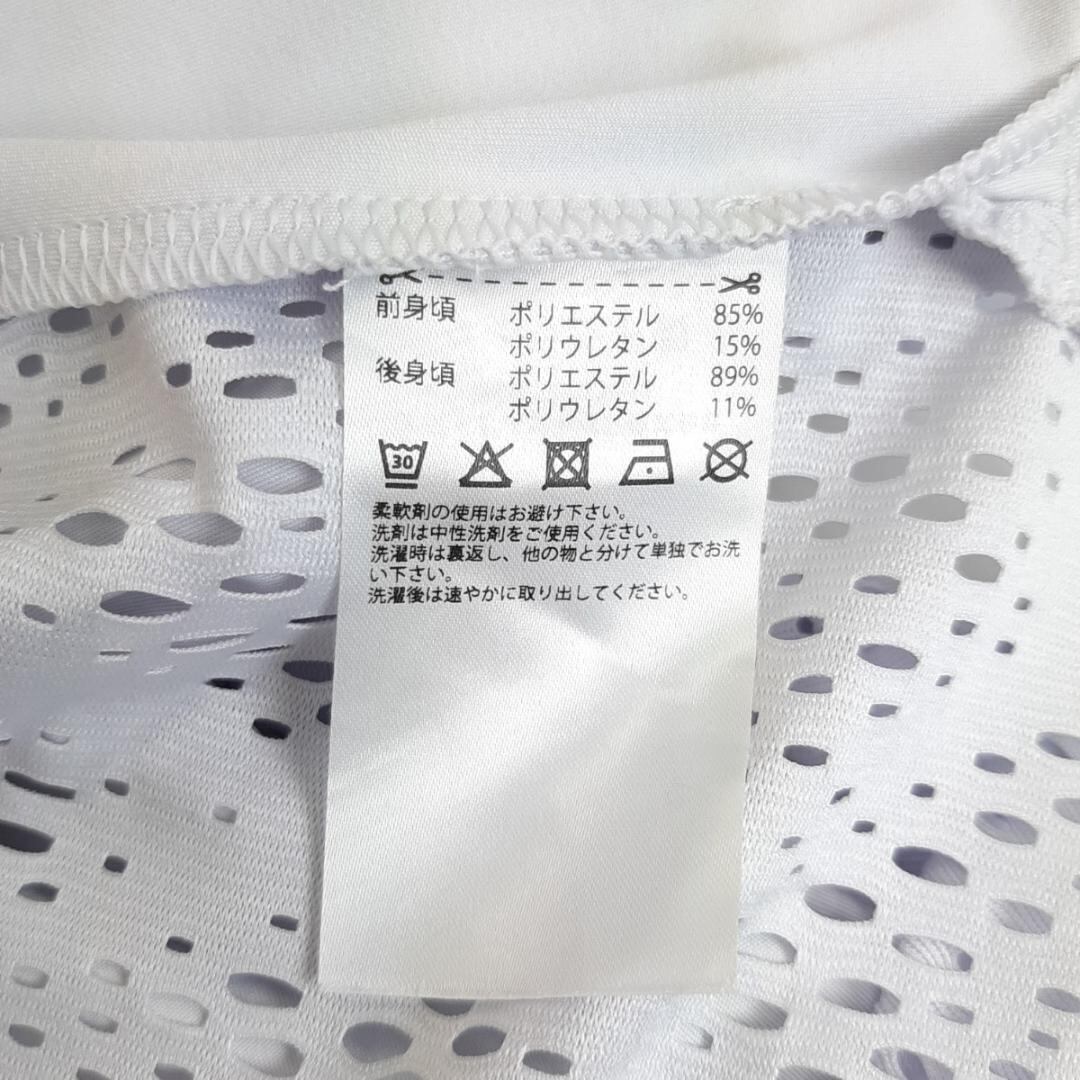 前身頃 ポリエステル 85%
ポリウレタン 15%
後身頃 ポリエステル 89%
ポリウレタン 11%
30
柔軟剤の使用はお避け下さい。
洗剤は中性洗剤をご使用ください。
洗濯時は裏返し、他の物と分けて単独でお洗
い下さい。
洗濯後は速やかに取り出してください。